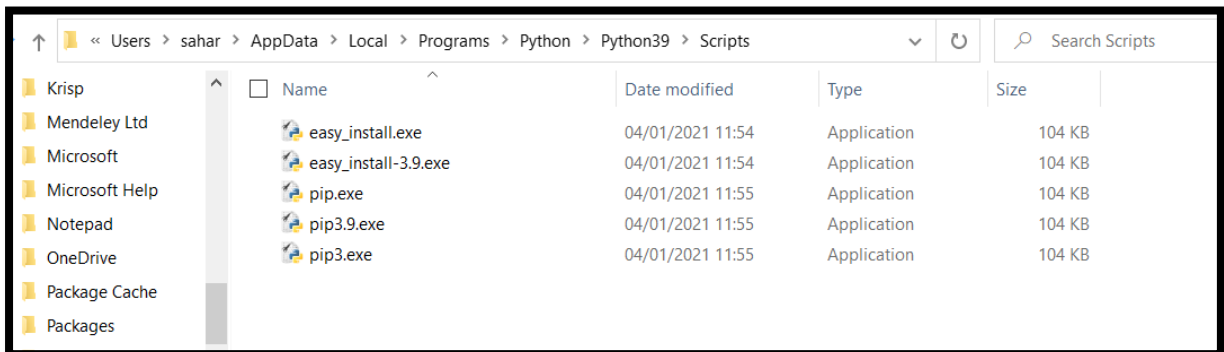 « Users > sahar > AppData > Local > Programs > Python > Python39 > Scripts Search Scripts
Krisp
Mendeley Ltd
Microsoft
Microsoft Help
Notepad
OneDrive
Package Cache
Packages
Name Date modified Type Size
easy_install.exe 04/01/2021 11:54 Application 104 KB
easy_install-3.9.exe 04/01/2021 11:54 Application 104 KB
pip.exe 04/01/2021 11:55 Application 104 KB
pip3.9.exe 04/01/2021 11:55 Application 104 KB
pip3.exe 04/01/2021 11:55 Application 104 KB